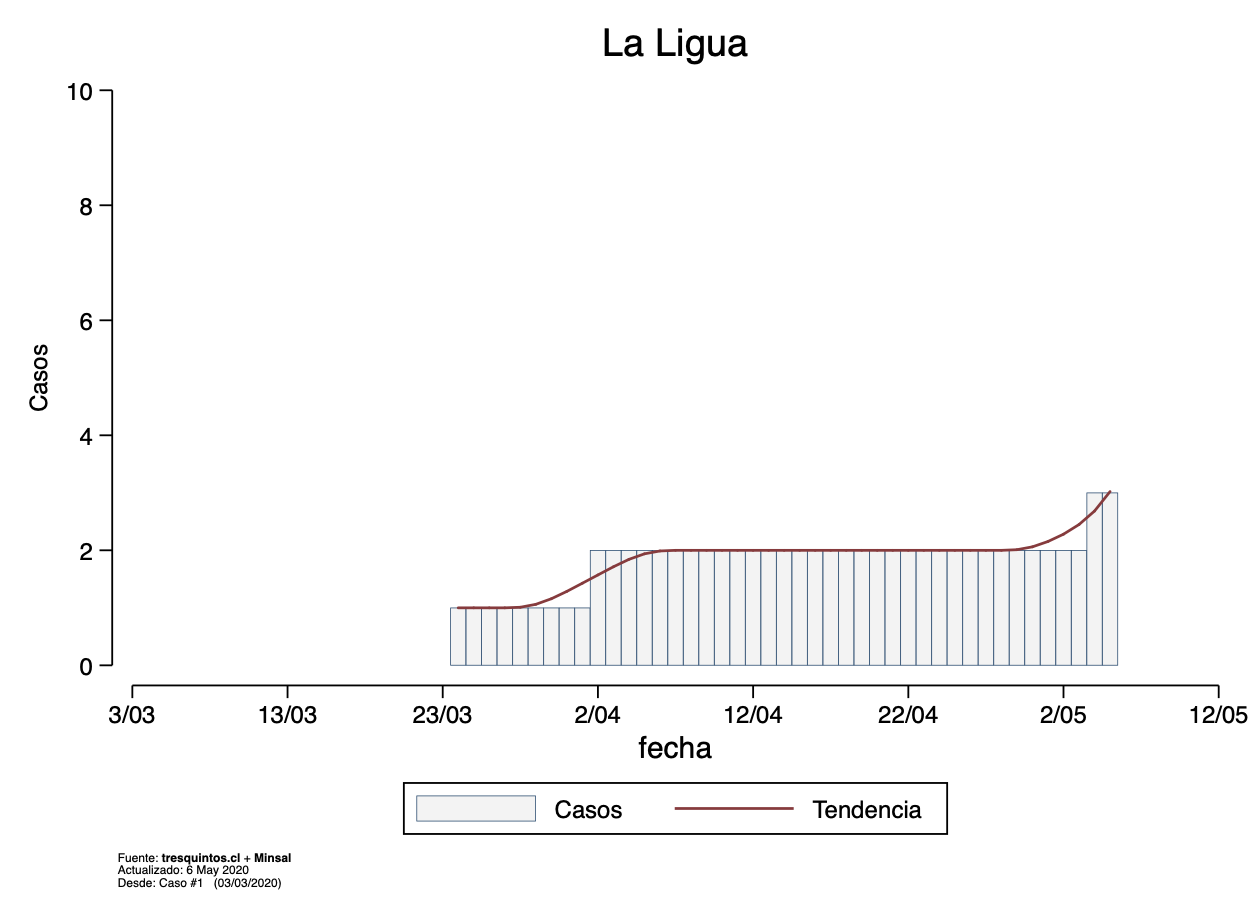 La Ligua
10
8
6
4
2
0
Casos
3/03 13/03 23/03 2/04 12/04 22/04 2/05 12/05
fecha
Casos Tendencia
Fuente: tresquintos.cl + Minsal
Actualizado: 6 May 2020
Desde: Caso #1 (03/03/2020)